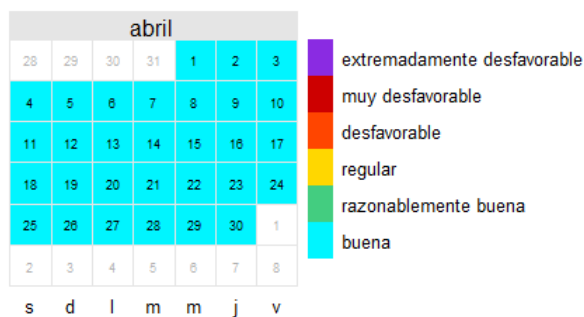 abril
28 29 30 31 1 2 3
4 5 6 7 8 9 10
11 12 13 14 15 16 17
18 19 20 21 22 23 24
25 26 27 28 29 30 1
2 3 4 5 6 7 8
s d l m m j v
extremadamente desfavorable
muy desfavorable
desfavorable
regular
razonablemente buena
buena